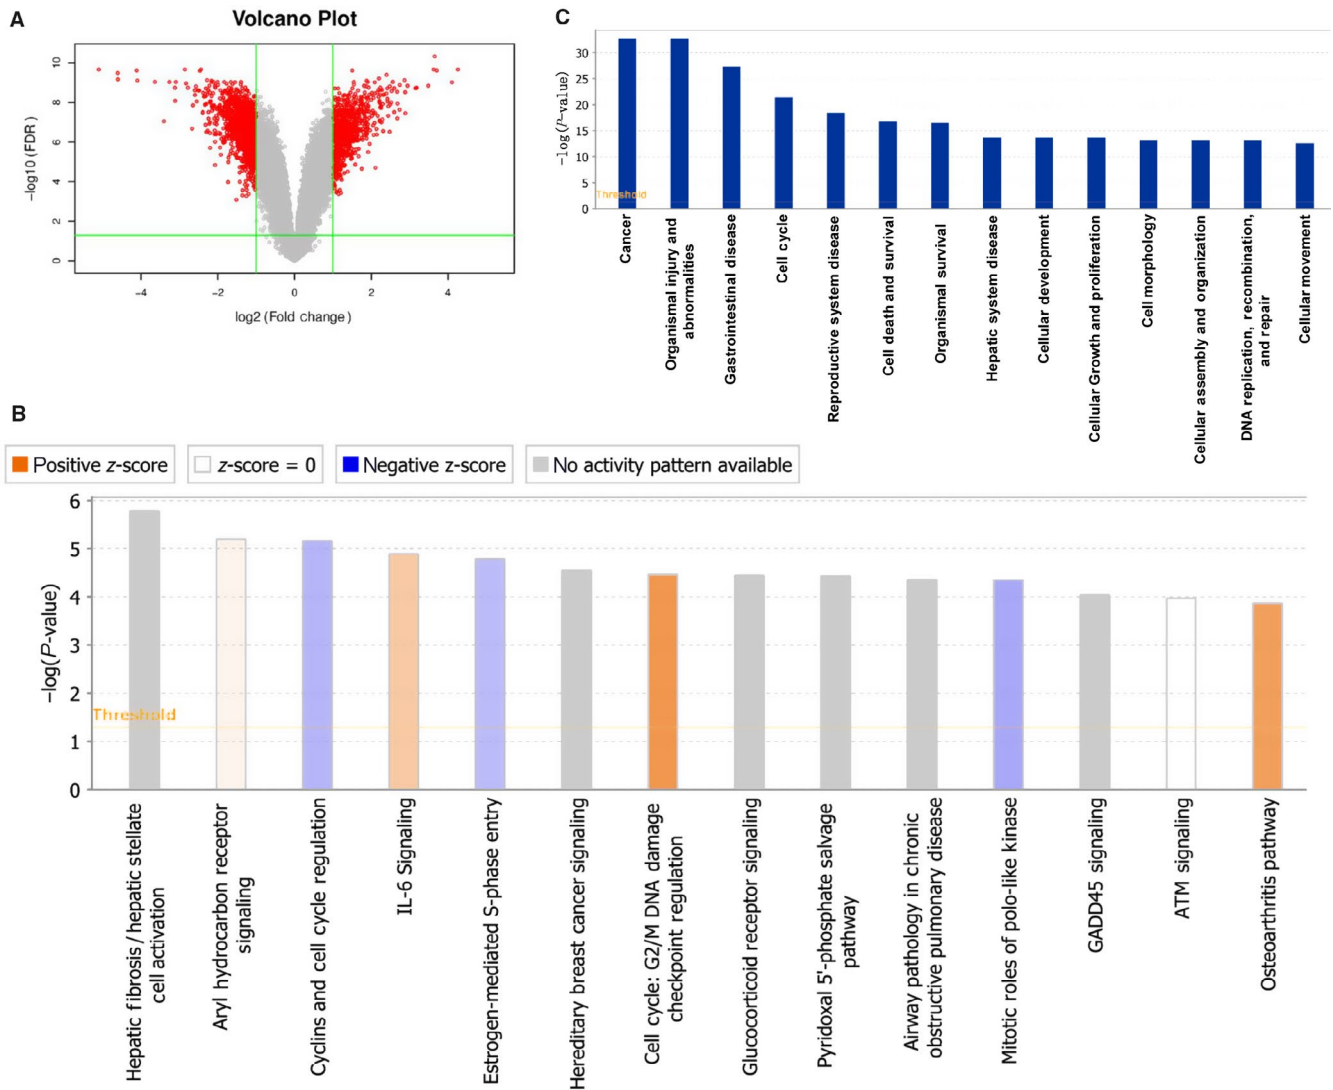 A
Volcano Plot
−log10 (FDR)
10
8
6
4
2
0
−4
−2
0
2
4
log2 (Fold change)
C
−log(P-value)
30
25
20
15
10
5
0
Threshold
Cancer
Organismal injury and
abnormalities
Gastrointestinal disease
Cell cycle
Reproductive system disease
Cell death and survival
Organismal survival
Hepatic system disease
Cellular development
Cellular Growth and proliferation
Cell morphology
Cellular assembly and organization
DNA replication, recombination,
and repair
Cellular movement
B
Positive z-score
z-score = 0
Negative z-score
No activity pattern available
−log(P-value)
6
5
4
3
2
1
0
Threshold
Hepatic fibrosis / hepatic stellate
cell activation
Aryl hydrocarbon receptor
signaling
Cyclins and cell cycle regulation
IL-6 Signaling
Estrogen-mediated S-phase entry
Hereditary breast cancer signaling
Cell cycle: G2/M DNA damage
checkpoint regulation
Glucocorticoid receptor signaling
Pyridoxal 5'-phosphate salvage
pathway
Airway pathology in chronic
obstructive pulmonary disease
Mitotic roles of polo-like kinase
GADD45 signaling
ATM signaling
Osteoarthritis pathway